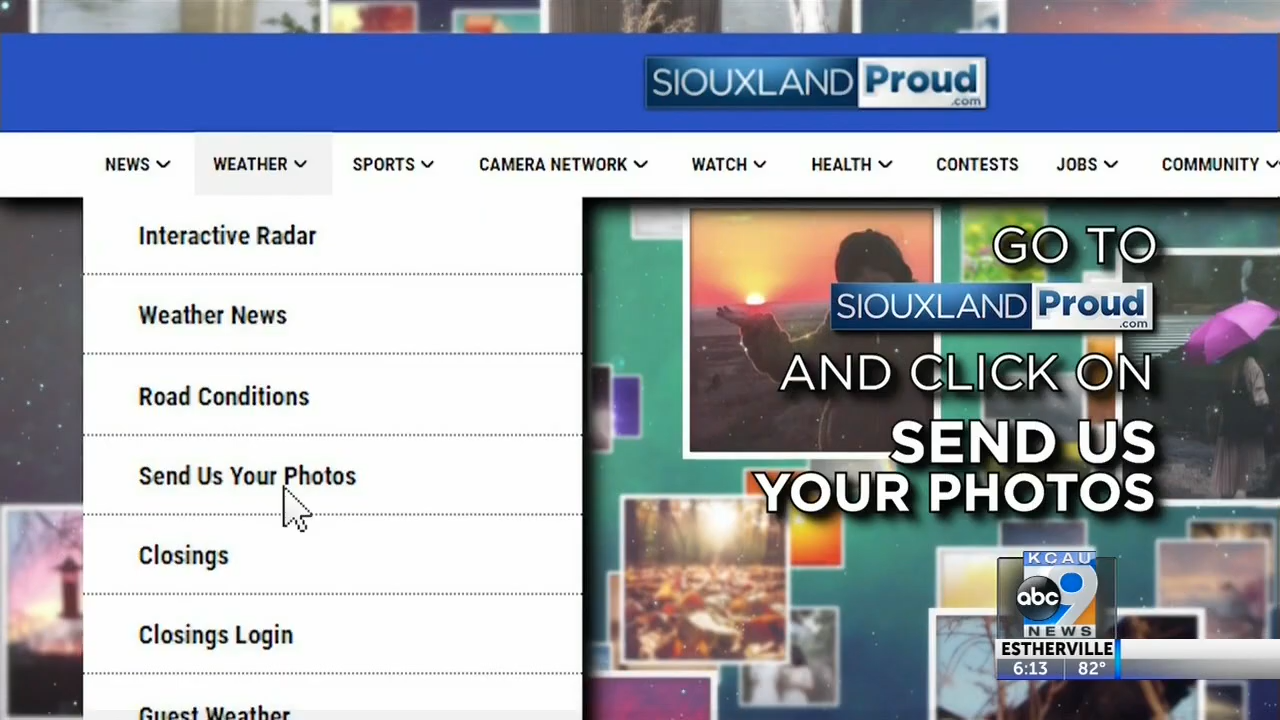 SIOUXLAND Proud
.com
NEWS WEATHER SPORTS CAMERA NETWORK WATCH HEALTH CONTESTS JOBS COMMUNITY
Interactive Radar
Weather News
Road Conditions
Send Us Your Photos
Closings
Closings Login
Guest Weather
GO TO
SIOUXLAND Proud
.com
AND CLICK ON
SEND US
YOUR PHOTOS
KCAU
abc 9
NEWS
ESTHERVILLE
6:13 82°